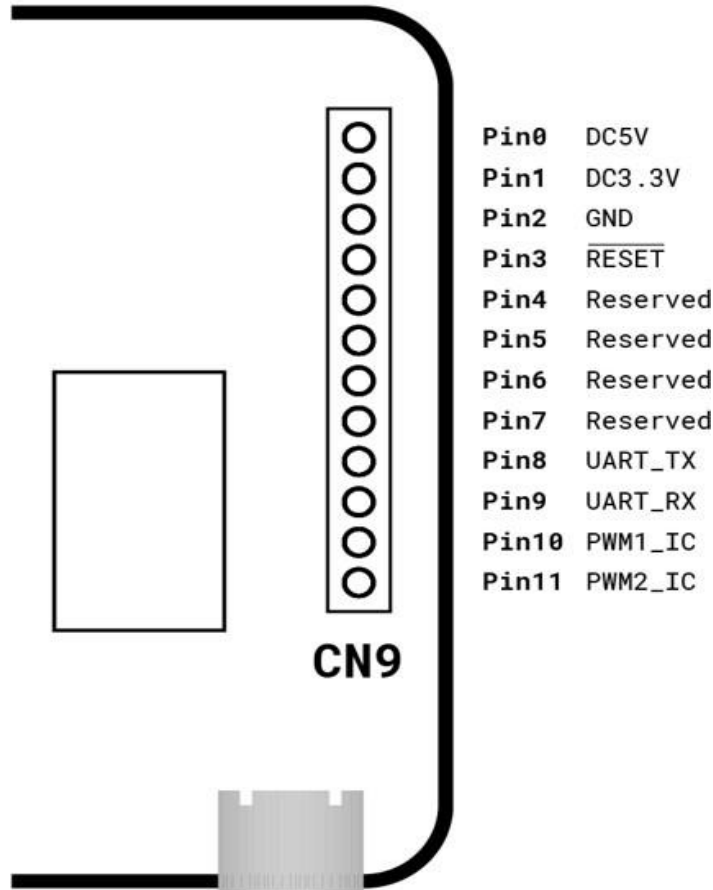 Pin0 DC5V
Pin1 DC3.3V
Pin2 GND
Pin3 R̅E̅S̅E̅T̅
Pin4 Reserved
Pin5 Reserved
Pin6 Reserved
Pin7 Reserved
Pin8 UART_TX
Pin9 UART_RX
Pin10 PWM1_IC
Pin11 PWM2_IC
CN9